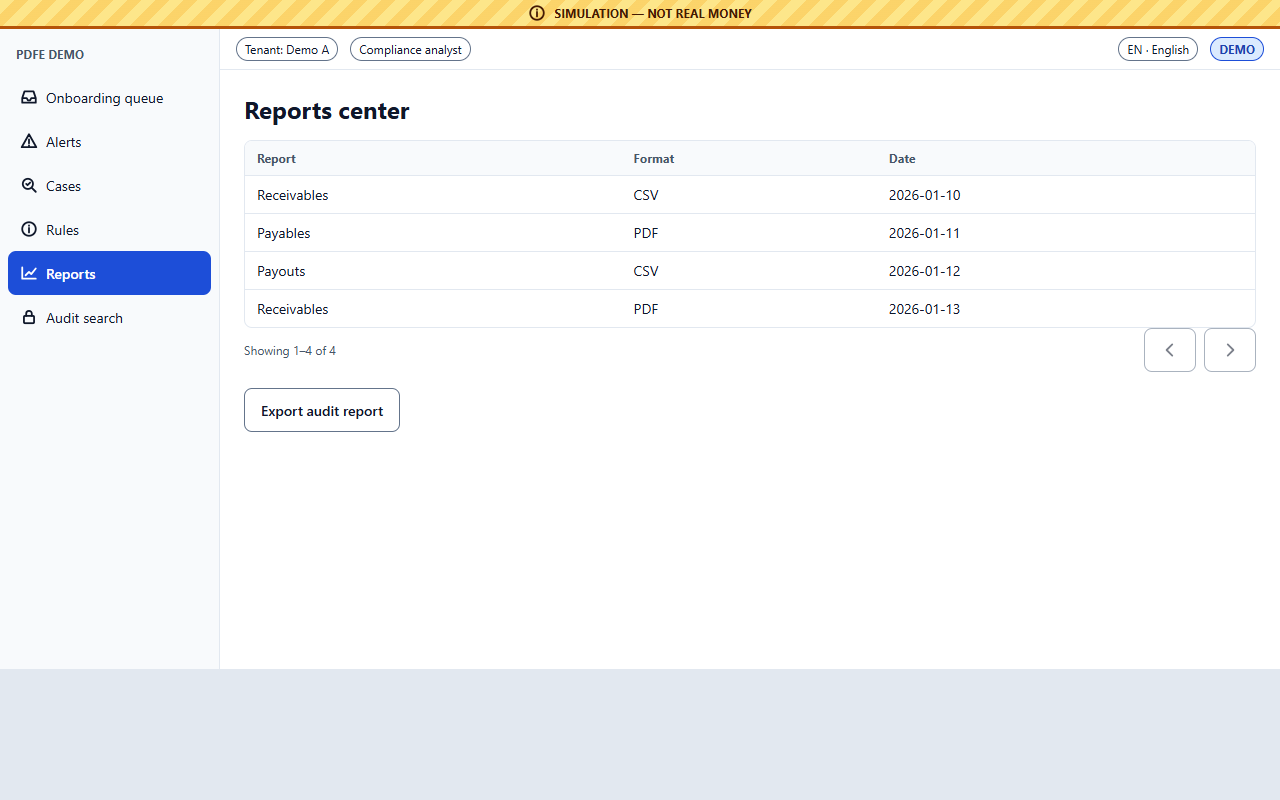 SIMULATION — NOT REAL MONEY
PDFE DEMO
Tenant: Demo A
Compliance analyst
EN · English
DEMO
Onboarding queue
Alerts
Cases
Rules
Reports
Audit search
Reports center
Report Format Date
Receivables CSV 2026-01-10
Payables PDF 2026-01-11
Payouts CSV 2026-01-12
Receivables PDF 2026-01-13
Showing 1–4 of 4
Export audit report